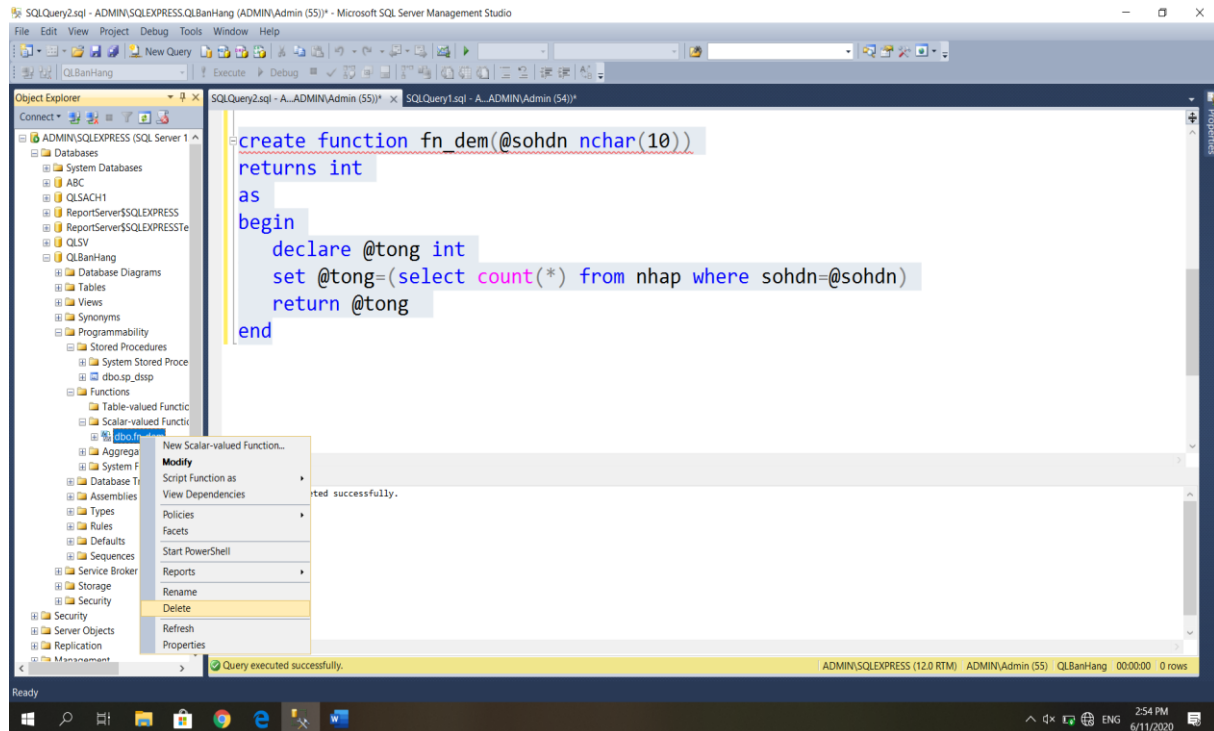 SQLQuery2.sql - ADMIN\SQLEXPRESS.QLBanHang (ADMIN\Admin (55))* - Microsoft SQL Server Management Studio
File Edit View Project Debug Tools Window Help
New Query
QLBanHang Execute Debug
Object Explorer
SQLQuery2.sql - A...ADMIN\Admin (55))* SQLQuery1.sql - A...ADMIN\Admin (54))*
Properties
Connect
ADMIN\SQLEXPRESS (SQL Server 1
Databases
System Databases
ABC
QLSACH1
ReportServer$SQLEXPRESS
ReportServer$SQLEXPRESSTe
QLSV
QLBanHang
Database Diagrams
Tables
Views
Synonyms
Programmability
Stored Procedures
System Stored Proce
dbo.sp_dssp
Functions
Table-valued Functic
Scalar-valued Functic
Aggrega
System F
Database Tr
Assemblies
Types
Rules
Defaults
Sequences
Service Broker
Storage
Security
Security
Server Objects
Replication
Management
create function fn_dem(@sohdn nchar(10))
returns int
as
begin
declare @tong int
set @tong=(select count(*) from nhap where sohdn=@sohdn)
return @tong
end
New Scalar-valued Function...
Modify
Script Function as
View Dependencies
Policies
Facets
Start PowerShell
Reports
Rename
Delete
Refresh
Properties
eted successfully.
Query executed successfully.
ADMIN\SQLEXPRESS (12.0 RTM) ADMIN\Admin (55) QLBanHang 00:00:00 0 rows
Ready
ENG
2:54 PM
6/11/2020